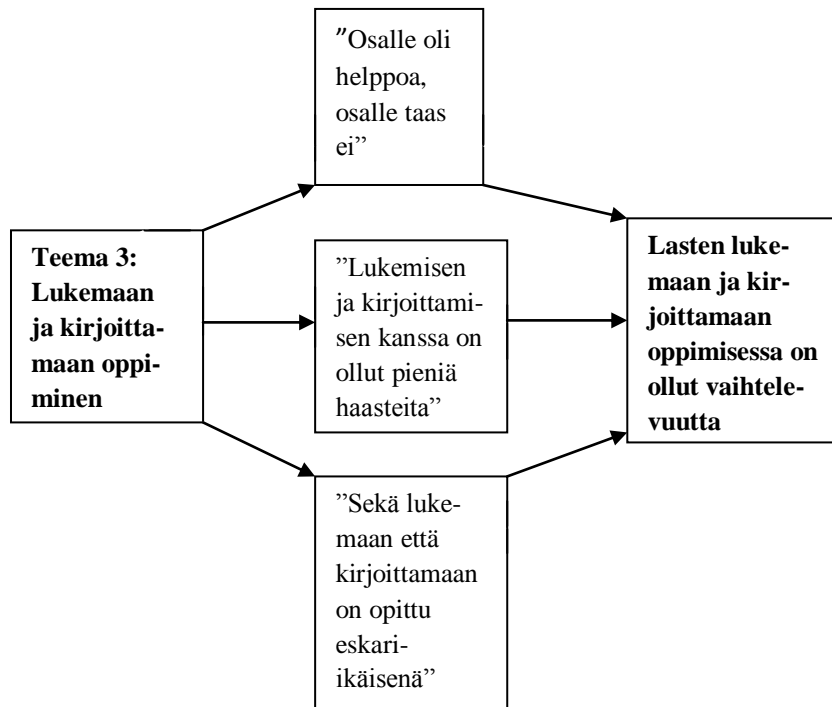 ”Osalle oli
helppoa,
osalle taas
ei”
Teema 3:
Lukemaan
ja kirjoitta-
maan oppi-
minen
”Lukemisen
ja kirjoittami-
sen kanssa on
ollut pieniä
haasteita”
”Sekä luke-
maan että
kirjoittamaan
on opittu
eskari-
ikäisenä”
Lasten luke-
maan ja kir-
joittamaan
oppimisessa on
ollut vaihtele-
vuutta